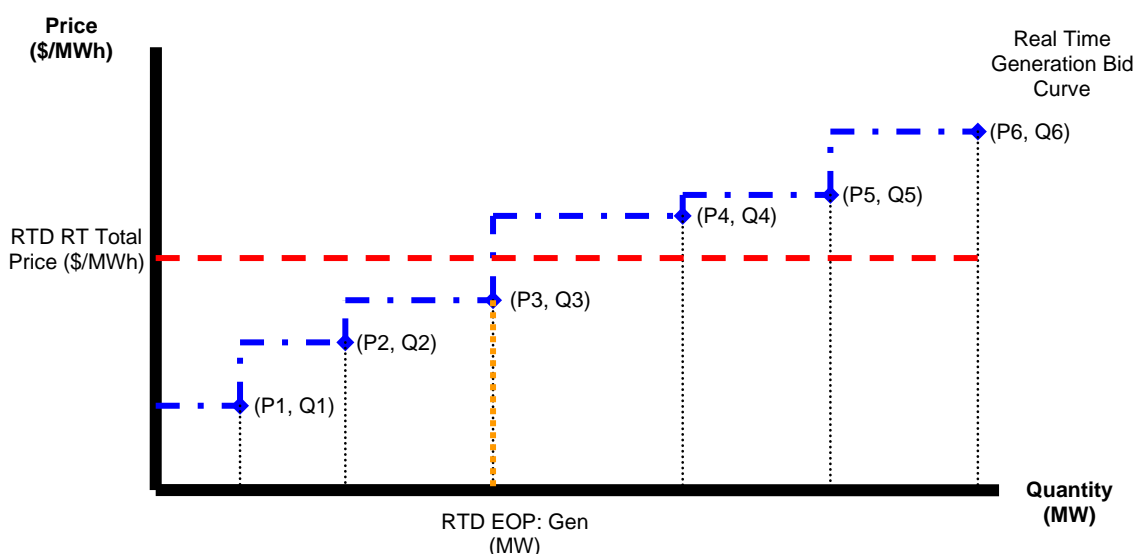 Price
($/MWh)
Real Time
Generation Bid
Curve
(P6, Q6)
(P5, Q5)
(P4, Q4)
RTD RT Total
Price ($/MWh)
(P3, Q3)
(P2, Q2)
(P1, Q1)
Quantity
(MW)
RTD EOP: Gen
(MW)